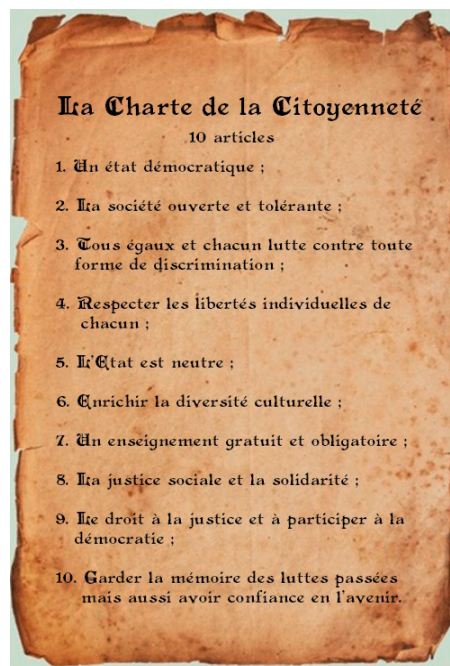 La Charte de la Citoyenneté
10 articles
1. Un état démocratique ;
2. La société ouverte et tolérante ;
3. Tous égaux et chacun lutte contre toute
forme de discrimination ;
4. Respecter les libertés individuelles de
chacun ;
5. L'Etat est neutre ;
6. Enrichir la diversité culturelle ;
7. Un enseignement gratuit et obligatoire ;
8. La justice sociale et la solidarité ;
9. Le droit à la justice et à participer à la
démocratie ;
10. Garder la mémoire des luttes passées
mais aussi avoir confiance en l'avenir.